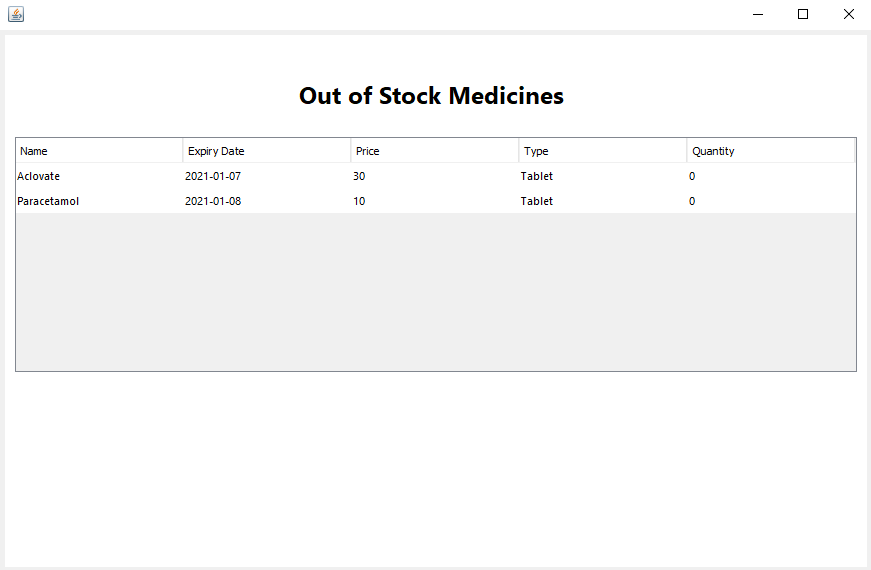 Out of Stock Medicines
Name Expiry Date Price Type Quantity
Aclovate 2021-01-07 30 Tablet 0
Paracetamol 2021-01-08 10 Tablet 0